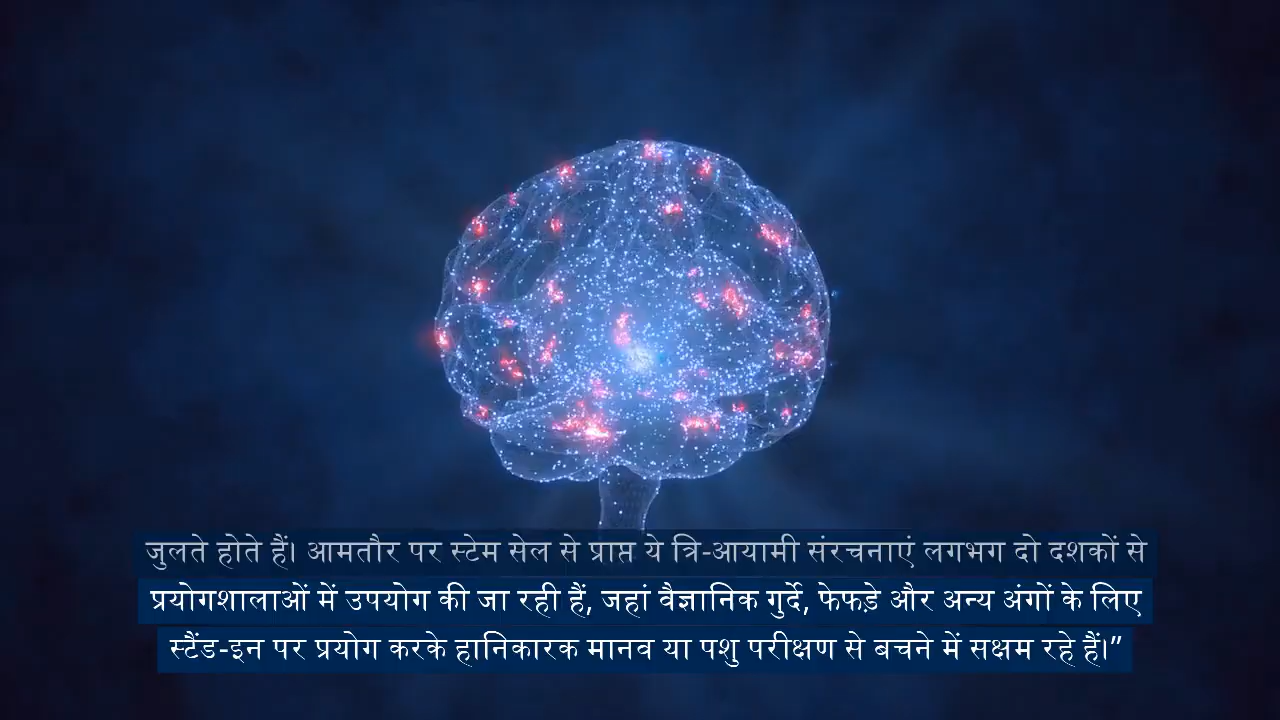 जुलते होते हैं। आमतौर पर स्टेम सेल से प्राप्त ये त्रि-आयामी संरचनाएं लगभग दो दशकों से
प्रयोगशालाओं में उपयोग की जा रही हैं, जहां वैज्ञानिक गुर्दे, फेफड़े और अन्य अंगों के लिए
स्टैंड-इन पर प्रयोग करके हानिकारक मानव या पशु परीक्षण से बचने में सक्षम रहे हैं।”